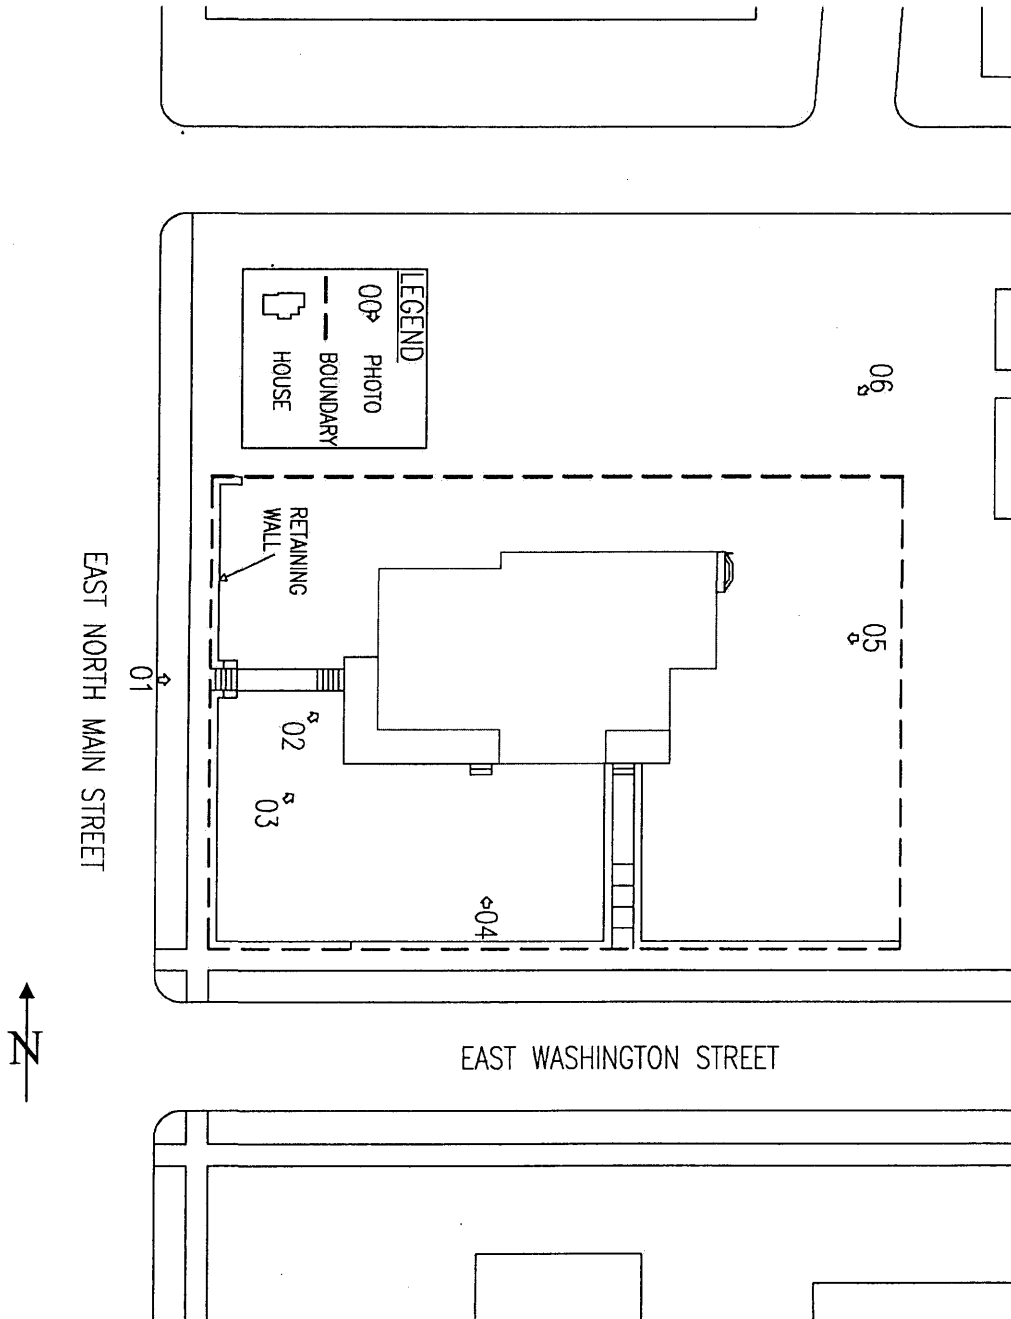 LEGEND
00 PHOTO
BOUNDARY
HOUSE
06
RETAINING
WALL
05
EAST NORTH MAIN STREET
01
02
03
04
N
EAST WASHINGTON STREET